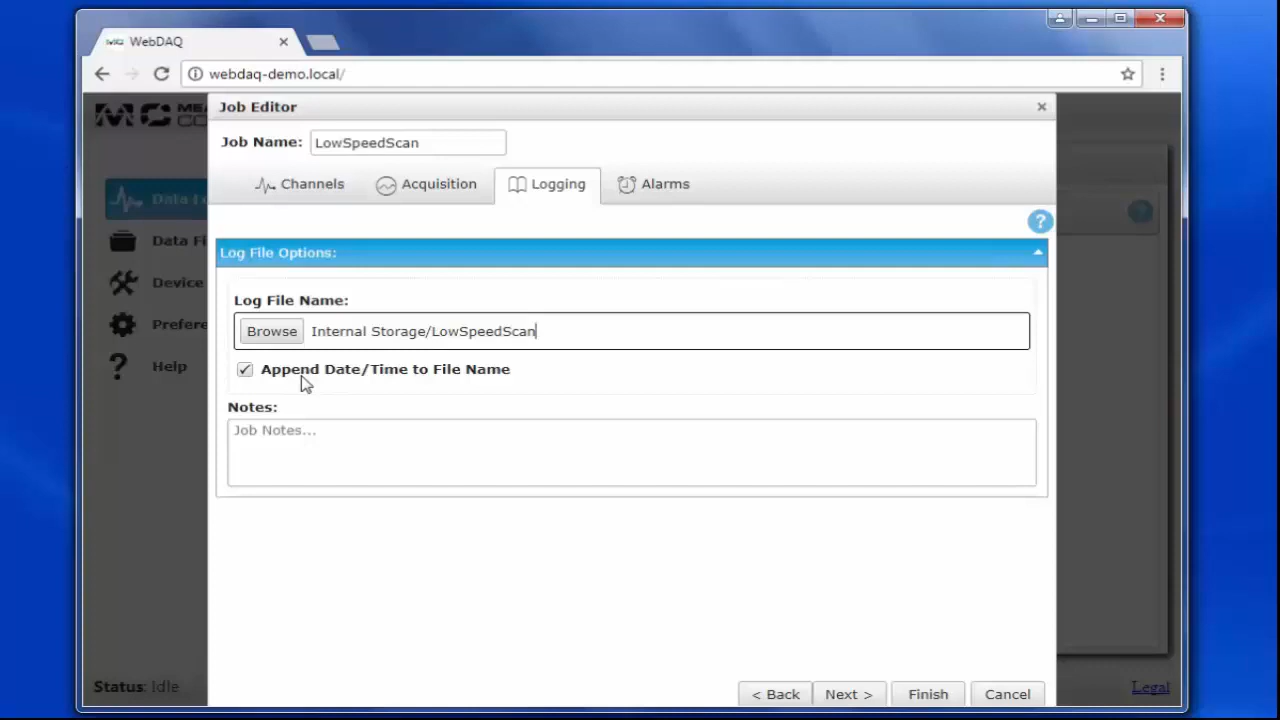 WebDAQ
webdaq-demo.local/
Job Editor
Job Name: LowSpeedScan
Channels Acquisition Logging Alarms
?
Log File Options:
Log File Name:
Browse Internal Storage/LowSpeedScan
Append Date/Time to File Name
Notes:
Job Notes...
Data Fi
Device
Prefere
? Help
Status: Idle
Legal
< Back Next > Finish Cancel